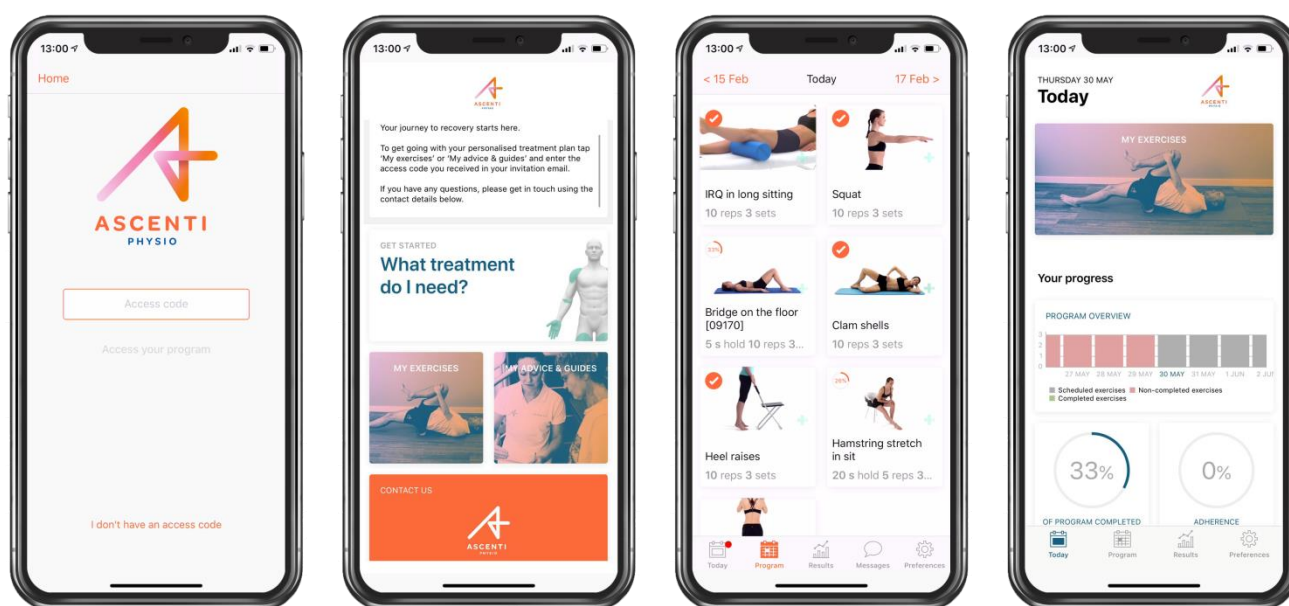 13:00
Home
ASCENTI
PHYSIO
Access code
Access your program
I don't have an access code
13:00
ASCENTI
PHYSIO
Your journey to recovery starts here.
To get going with your personalised treatment plan tap
'My exercises' or 'My advice & guides' and enter the
access code you received in your invitation email.
If you have any questions, please get in touch using the
contact details below.
GET STARTED
What treatment
do I need?
MY EXERCISES
MY ADVICE & GUIDES
CONTACT US
ASCENTI
PHYSIO
13:00
< 15 Feb
Today
17 Feb >
IRQ in long sitting
10 reps 3 sets
Squat
10 reps 3 sets
33%
Bridge on the floor
[09170]
5 s hold 10 reps 3...
Clam shells
10 reps 3 sets
Heel raises
10 reps 3 sets
Hamstring stretch
in sit
20 s hold 5 reps 3...
Today
Program
Results
Messages
Preferences
13:00
THURSDAY 30 MAY
Today
ASCENTI
PHYSIO
MY EXERCISES
Your progress
PROGRAM OVERVIEW
3
2
1
0
27 MAY 28 MAY 29 MAY 30 MAY 31 MAY 1 JUN 2 JU
Scheduled exercises Non-completed exercises
Completed exercises
33%
OF PROGRAM COMPLETED
0%
ADHERENCE
Today
Program
Results
Preferences